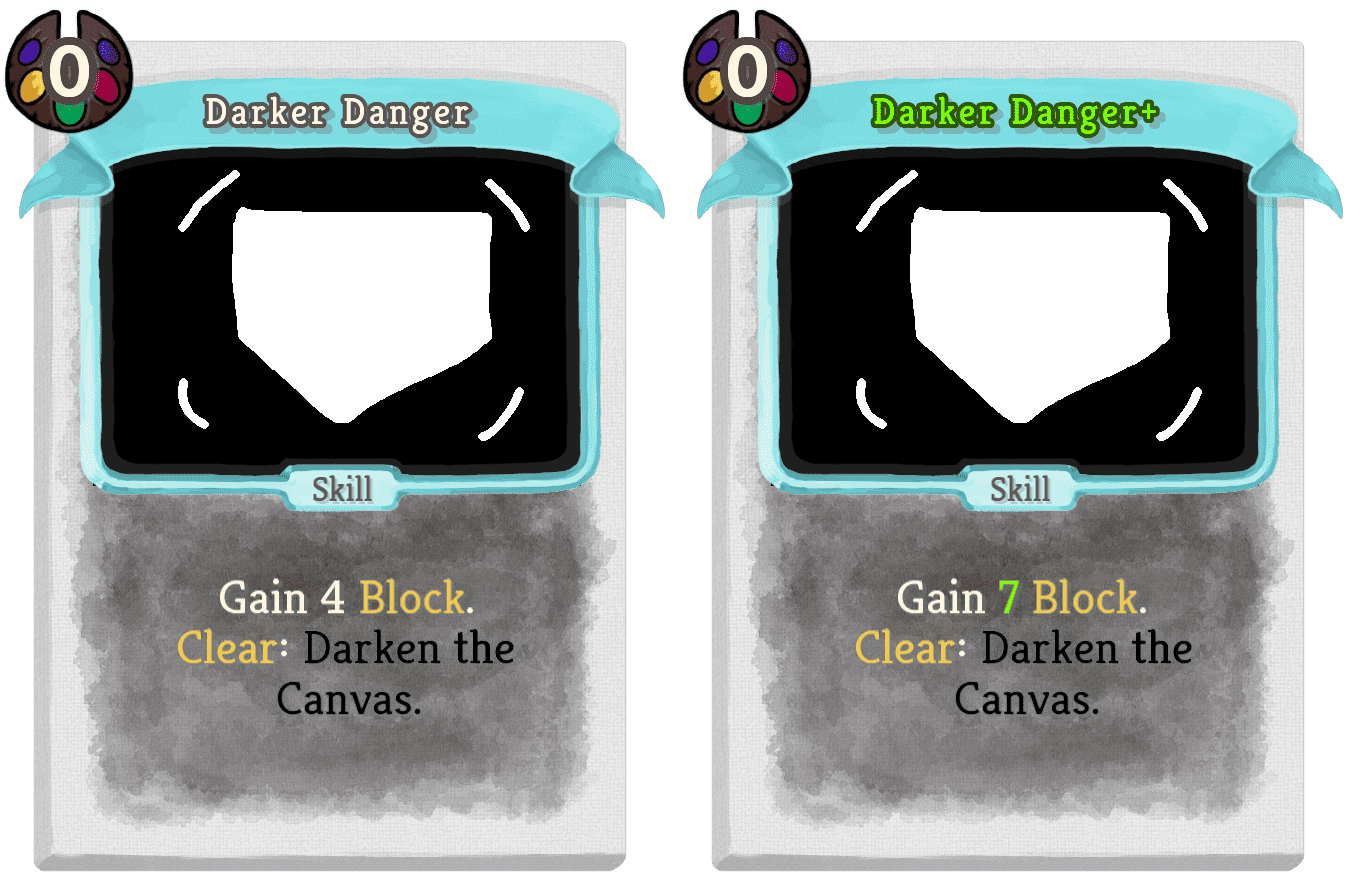 0
Darker Danger
Skill
Gain 4 Block.
Clear: Darken the
Canvas.
0
Darker Danger+
Skill
Gain 7 Block.
Clear: Darken the
Canvas.